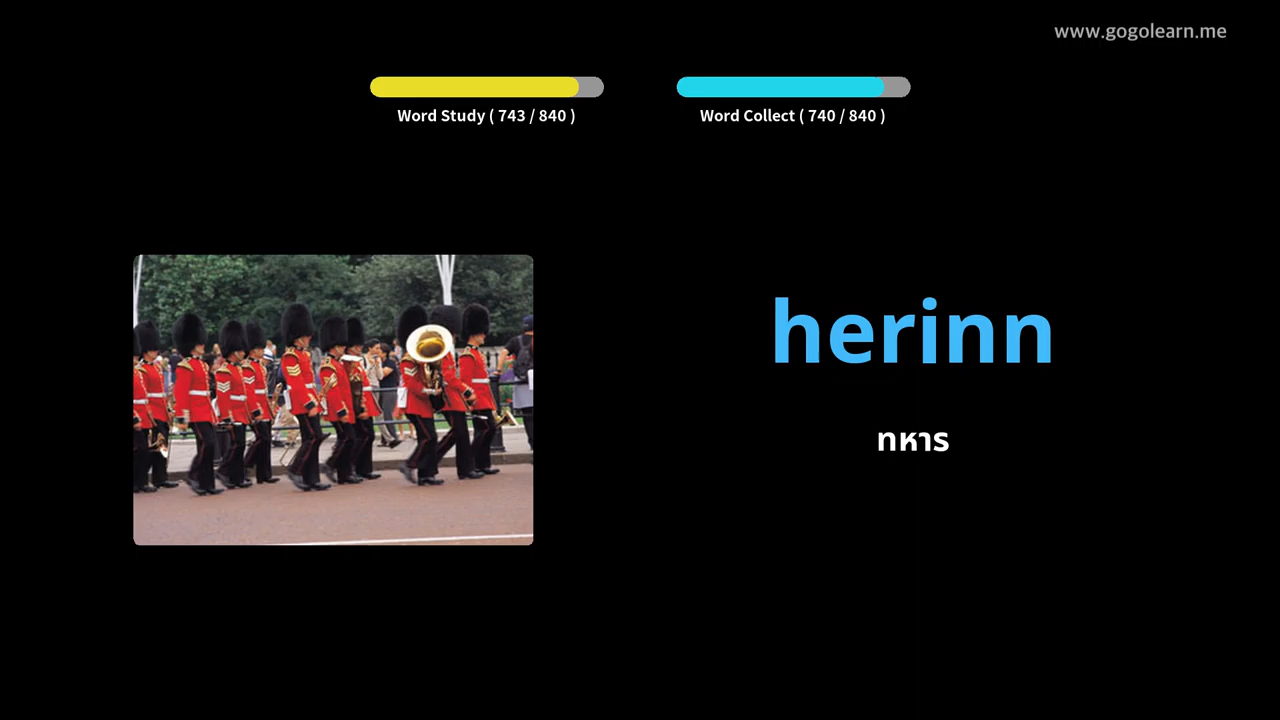 www.gogolearn.me
Word Study ( 743 / 840 )
Word Collect ( 740 / 840 )
herinn
ทหาร